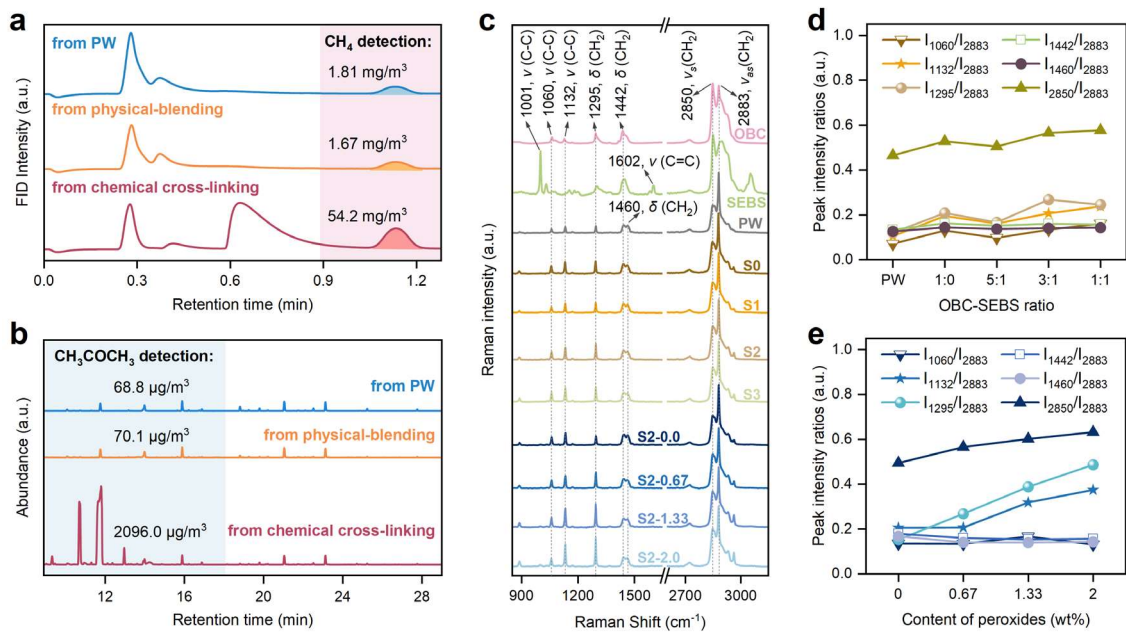 a
from PW
CH₄ detection:
1.81 mg/m³
from physical-blending
1.67 mg/m³
from chemical cross-linking
54.2 mg/m³
FID Intensity (a.u.)
0.0 0.3 0.6 0.9 1.2
Retention time (min)
b
CH₃COCH₃ detection:
68.8 µg/m³
from PW
70.1 µg/m³
from physical-blending
2096.0 µg/m³
from chemical cross-linking
Abundance (a.u.)
12 14 16 20 24 28
Retention time (min)
c
1001, ν (C-C)
1060, ν (C-C)
1132, ν (C-C)
1295, δ (CH₂)
1442, δ (CH₂)
2850, νs(CH₂)
2883, νas(CH₂)
OBC
1602, ν (C=C)
SEBS
1460, δ (CH₂)
PW
S0
S1
S2
S3
S2-0.0
S2-0.67
S2-1.33
S2-2.0
Raman intensity (a.u.)
900 1200 1500 2700 3000
Raman Shift (cm⁻¹)
d
I₁₀₆₀/I₂₈₈₃ I₁₄₄₂/I₂₈₈₃
I₁₁₃₂/I₂₈₈₃ I₁₄₆₀/I₂₈₈₃
I₁₂₉₅/I₂₈₈₃ I₂₈₅₀/I₂₈₈₃
1.0
0.8
0.6
0.4
0.2
0.0
Peak intensity ratios (a.u.)
PW 1:0 5:1 3:1 1:1
OBC-SEBS ratio
e
I₁₀₆₀/I₂₈₈₃ I₁₄₄₂/I₂₈₈₃
I₁₁₃₂/I₂₈₈₃ I₁₄₆₀/I₂₈₈₃
I₁₂₉₅/I₂₈₈₃ I₂₈₅₀/I₂₈₈₃
1.0
0.8
0.6
0.4
0.2
0.0
Peak intensity ratios (a.u.)
0 0.67 1.33 2
Content of peroxides (wt%)